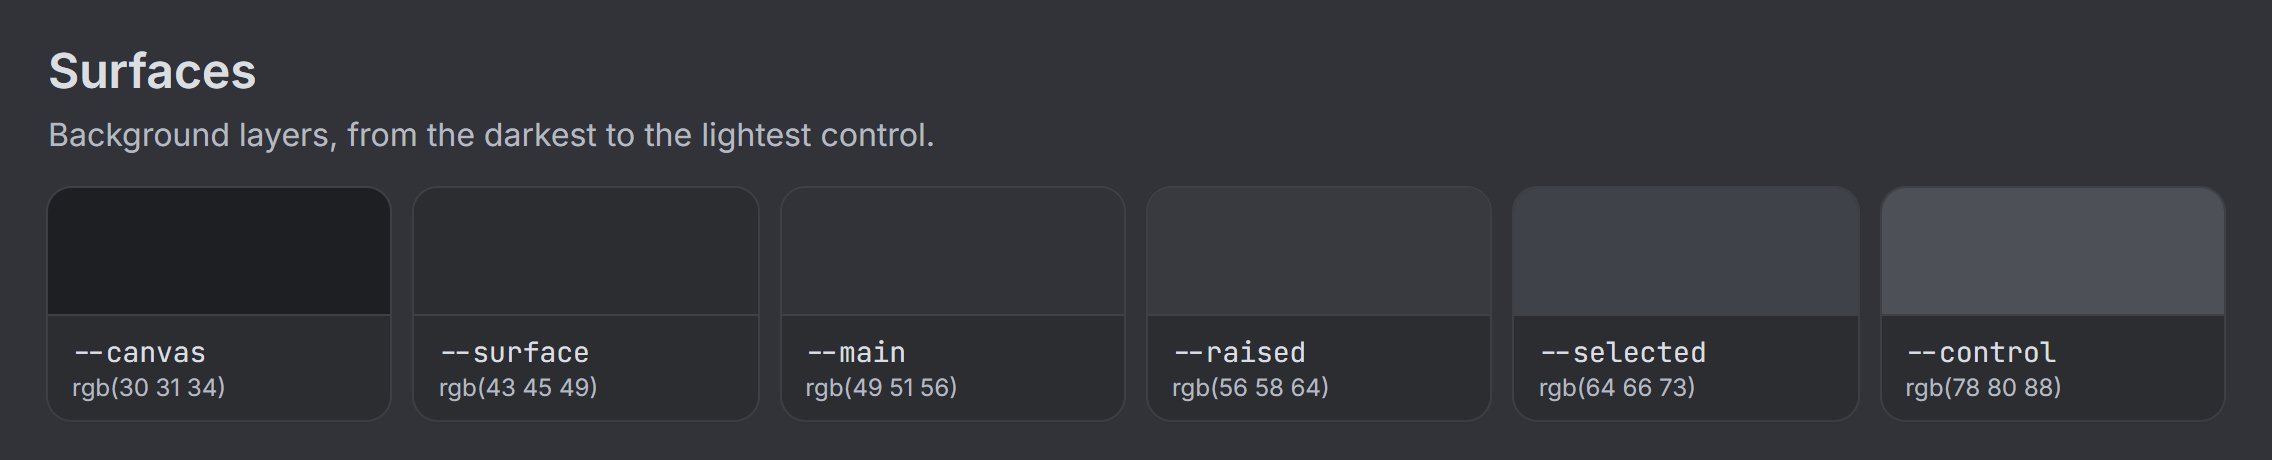 Surfaces
Background layers, from the darkest to the lightest control.
--canvas
rgb(30 31 34)
--surface
rgb(43 45 49)
--main
rgb(49 51 56)
--raised
rgb(56 58 64)
--selected
rgb(64 66 73)
--control
rgb(78 80 88)